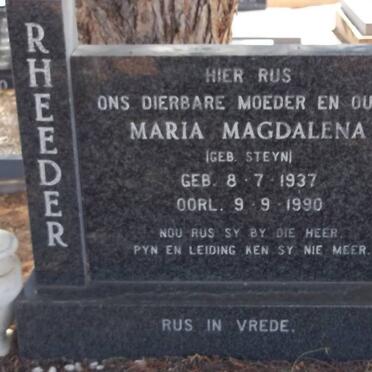 RHEEDER
HIER RUS
ONS DIERBARE MOEDER EN OU
MARIA MAGDALENA
(GEB. STEYN)
GEB. 8·7·1937
OORL. 9·9·1990
NOU RUS SY BY DIE HEER.
PYN EN LEIDING KEN SY NIE MEER.
RUS IN VREDE.